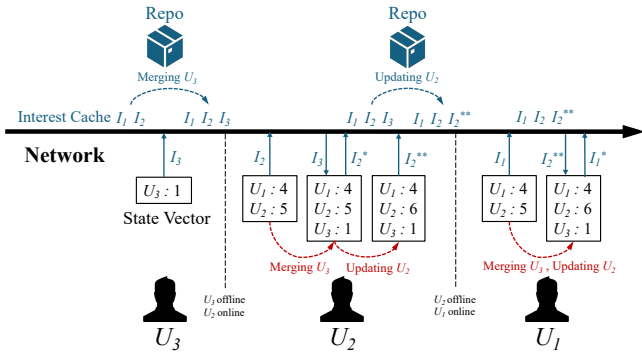 Repo Repo
Merging U₃ Updating U₂
Interest Cache I₁ I₂ I₁ I₂ I₃ I₁ I₂ I₃ I₁ I₂ I₂** I₁ I₂ I₂**
Network
I₃ I₂ I₃ I₂* I₂** I₁ I₂** I₁*
U₃ : 1
State Vector
U₁ : 4
U₂ : 5
U₁ : 4
U₂ : 5
U₃ : 1
U₁ : 4
U₂ : 6
U₃ : 1
U₁ : 4
U₂ : 5
U₁ : 4
U₂ : 6
U₃ : 1
Merging U₃ Updating U₂ Merging U₃ , Updating U₂
U₃ offline
U₂ online
U₂ offline
U₁ online
U₃ U₂ U₁